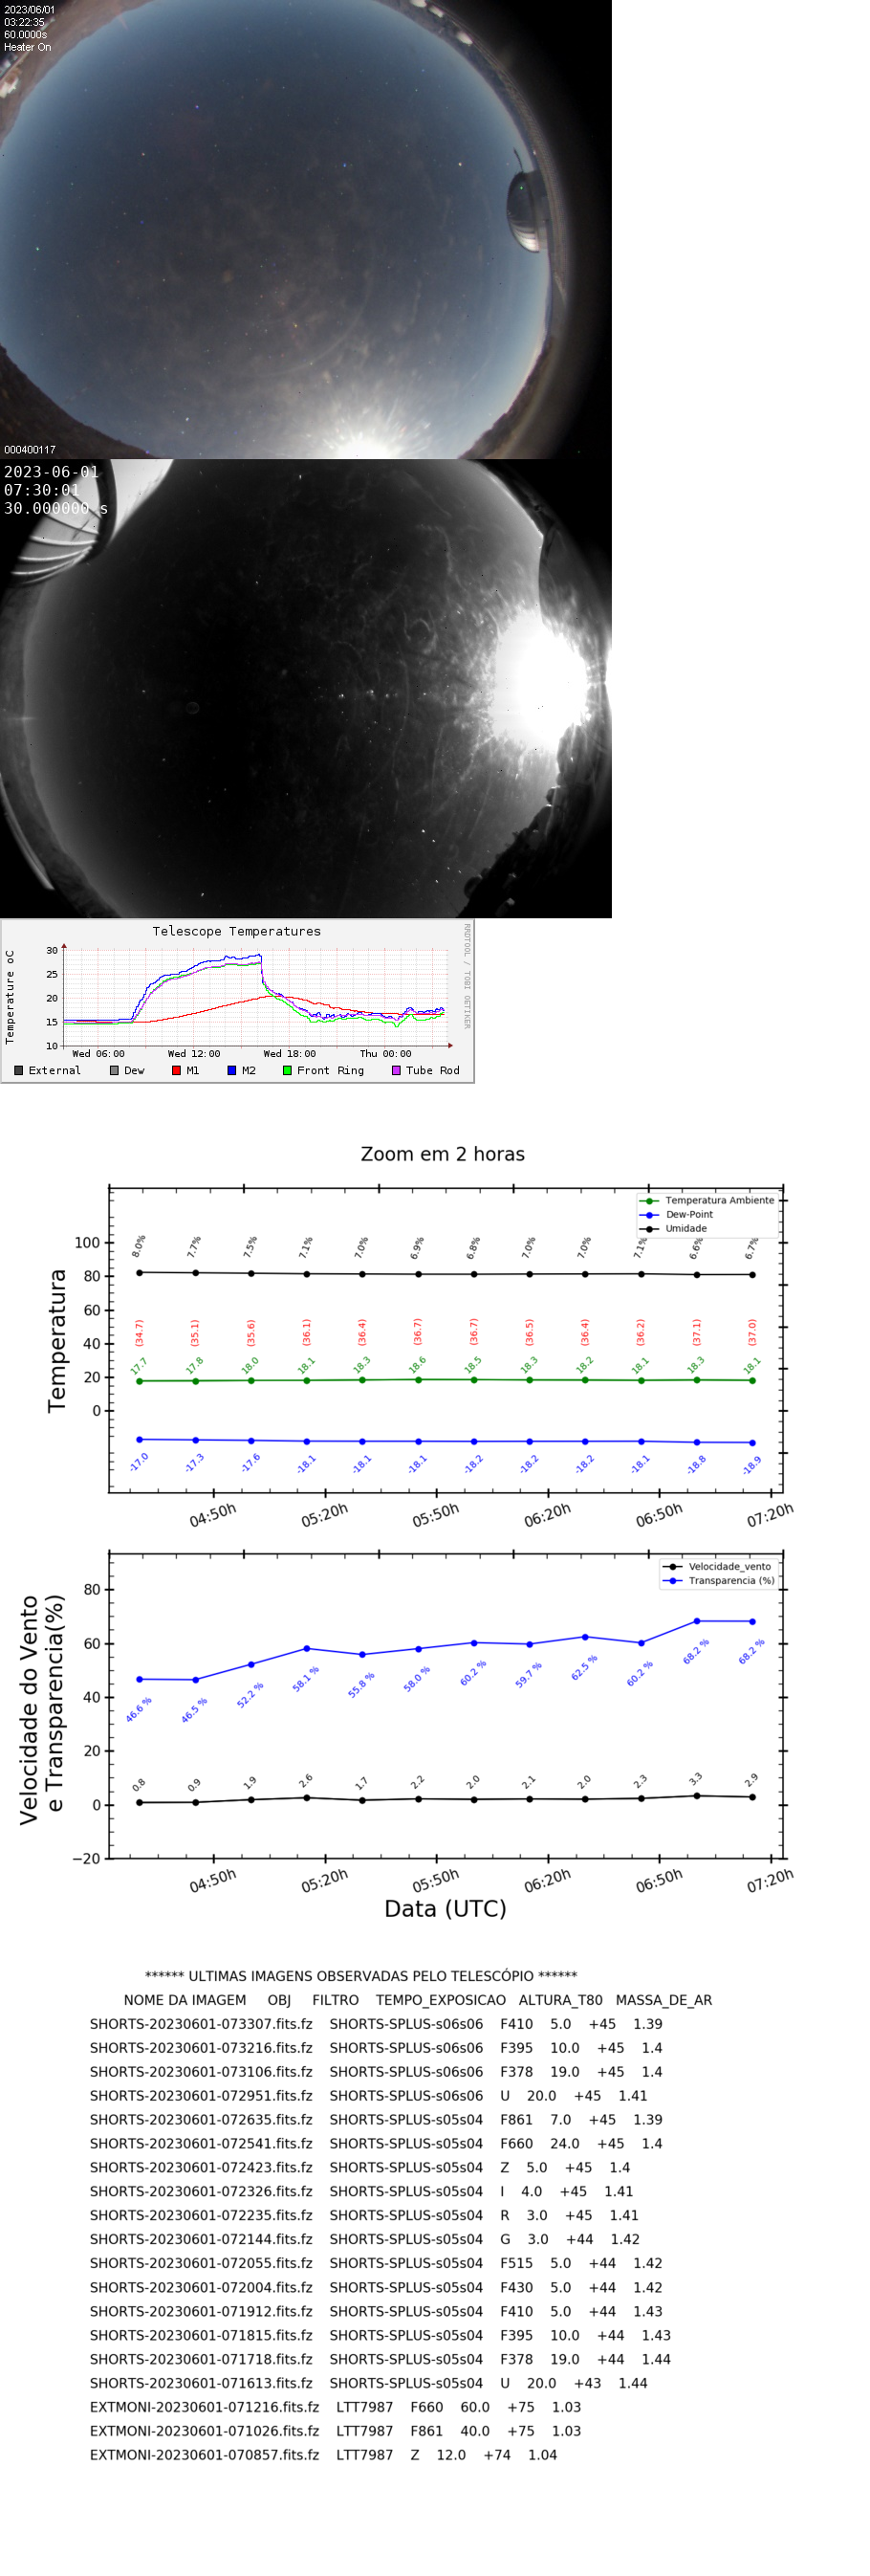 2023/06/01
03:22:35
60.0000s
Heater On
000400117
2023-06-01
07:30:01
30.000000 s
Telescope Temperatures
Temperature oC
RRDTOOL / TOBI OETIKER
30
25
20
15
10
Wed 06:00 Wed 12:00 Wed 18:00 Thu 00:00
External Dew M1 M2 Front Ring Tube Rod
Zoom em 2 horas
Temperatura
Temperatura Ambiente
Dew-Point
Umidade
100
80
60
40
20
0
8.0% 7.7% 7.5% 7.1% 7.0% 6.9% 6.8% 7.0% 7.0% 7.1% 6.6% 6.7%
(34.7) (35.1) (35.6) (36.1) (36.4) (36.7) (36.7) (36.5) (36.4) (36.2) (37.1) (37.0)
17.7 17.8 18.0 18.1 18.3 18.6 18.5 18.3 18.2 18.1 18.3 18.1
-17.0 -17.3 -17.6 -18.1 -18.1 -18.1 -18.2 -18.2 -18.2 -18.1 -18.8 -18.9
04:50h 05:20h 05:50h 06:20h 06:50h 07:20h
Velocidade do Vento
e Transparencia(%)
Velocidade_vento
Transparencia (%)
80
60
40
20
0
−20
46.6 % 46.5 % 52.2 % 58.1 % 55.8 % 58.0 % 60.2 % 59.7 % 62.5 % 60.2 % 68.2 % 68.2 %
0.8 0.9 1.9 2.6 1.7 2.2 2.0 2.1 2.0 2.3 3.3 2.9
04:50h 05:20h 05:50h 06:20h 06:50h 07:20h
Data (UTC)
****** ULTIMAS IMAGENS OBSERVADAS PELO TELESCÓPIO ******
NOME DA IMAGEM OBJ FILTRO TEMPO_EXPOSICAO ALTURA_T80 MASSA_DE_AR
SHORTS-20230601-073307.fits.fz SHORTS-SPLUS-s06s06 F410 5.0 +45 1.39
SHORTS-20230601-073216.fits.fz SHORTS-SPLUS-s06s06 F395 10.0 +45 1.4
SHORTS-20230601-073106.fits.fz SHORTS-SPLUS-s06s06 F378 19.0 +45 1.4
SHORTS-20230601-072951.fits.fz SHORTS-SPLUS-s06s06 U 20.0 +45 1.41
SHORTS-20230601-072635.fits.fz SHORTS-SPLUS-s05s04 F861 7.0 +45 1.39
SHORTS-20230601-072541.fits.fz SHORTS-SPLUS-s05s04 F660 24.0 +45 1.4
SHORTS-20230601-072423.fits.fz SHORTS-SPLUS-s05s04 Z 5.0 +45 1.4
SHORTS-20230601-072326.fits.fz SHORTS-SPLUS-s05s04 I 4.0 +45 1.41
SHORTS-20230601-072235.fits.fz SHORTS-SPLUS-s05s04 R 3.0 +45 1.41
SHORTS-20230601-072144.fits.fz SHORTS-SPLUS-s05s04 G 3.0 +44 1.42
SHORTS-20230601-072055.fits.fz SHORTS-SPLUS-s05s04 F515 5.0 +44 1.42
SHORTS-20230601-072004.fits.fz SHORTS-SPLUS-s05s04 F430 5.0 +44 1.42
SHORTS-20230601-071912.fits.fz SHORTS-SPLUS-s05s04 F410 5.0 +44 1.43
SHORTS-20230601-071815.fits.fz SHORTS-SPLUS-s05s04 F395 10.0 +44 1.43
SHORTS-20230601-071718.fits.fz SHORTS-SPLUS-s05s04 F378 19.0 +44 1.44
SHORTS-20230601-071613.fits.fz SHORTS-SPLUS-s05s04 U 20.0 +43 1.44
EXTMONI-20230601-071216.fits.fz LTT7987 F660 60.0 +75 1.03
EXTMONI-20230601-071026.fits.fz LTT7987 F861 40.0 +75 1.03
EXTMONI-20230601-070857.fits.fz LTT7987 Z 12.0 +74 1.04